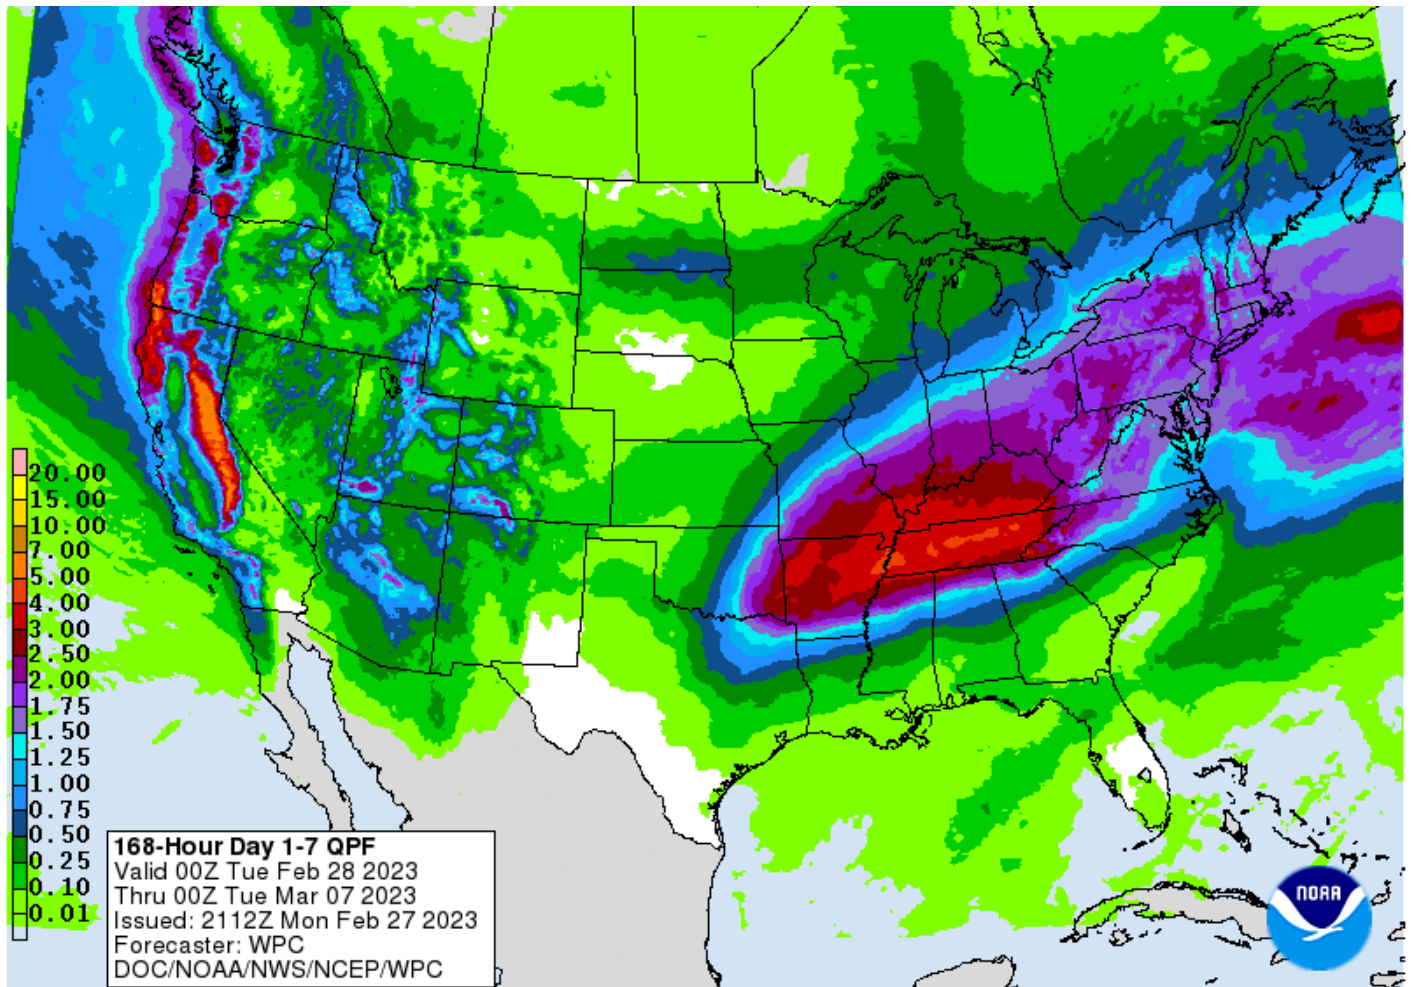 20.00
15.00
10.00
7.00
5.00
4.00
3.00
2.50
2.00
1.75
1.50
1.25
1.00
0.75
0.50
0.25
0.10
0.01
168-Hour Day 1-7 QPF
Valid 00Z Tue Feb 28 2023
Thru 00Z Tue Mar 07 2023
Issued: 2112Z Mon Feb 27 2023
Forecaster: WPC
DOC/NOAA/NWS/NCEP/WPC
NOAA